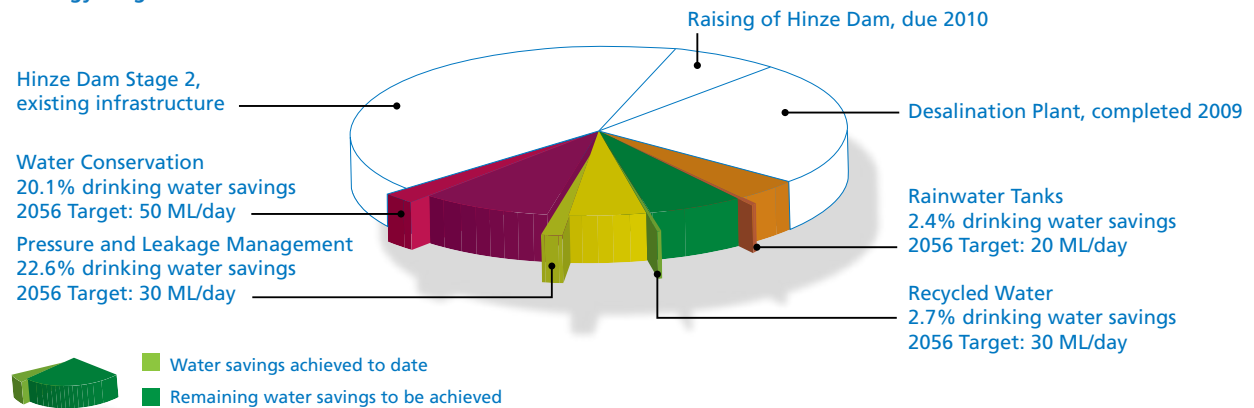 Raising of Hinze Dam, due 2010
Hinze Dam Stage 2,
existing infrastructure
Desalination Plant, completed 2009
Water Conservation
20.1% drinking water savings
2056 Target: 50 ML/day
Pressure and Leakage Management
22.6% drinking water savings
2056 Target: 30 ML/day
Rainwater Tanks
2.4% drinking water savings
2056 Target: 20 ML/day
Recycled Water
2.7% drinking water savings
2056 Target: 30 ML/day
Water savings achieved to date
Remaining water savings to be achieved